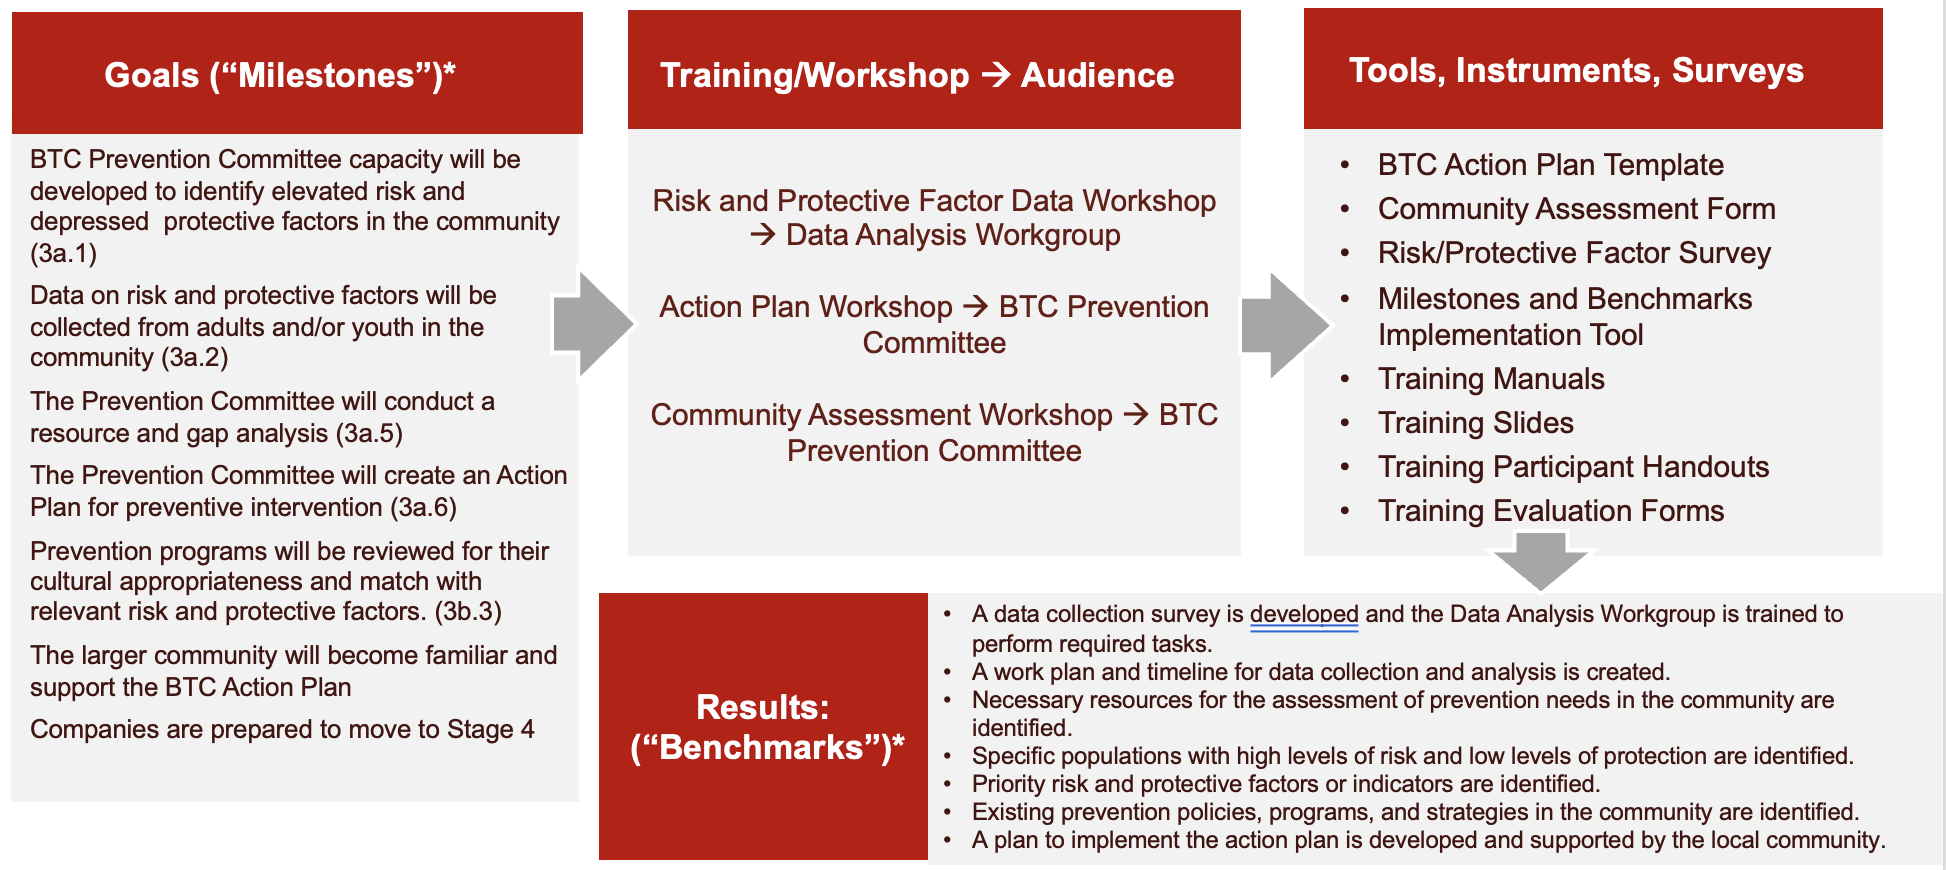 Goals (“Milestones”)*
BTC Prevention Committee capacity will be
developed to identify elevated risk and
depressed  protective factors in the community
(3a.1)
Data on risk and protective factors will be
collected from adults and/or youth in the
community (3a.2)
The Prevention Committee will conduct a
resource and gap analysis (3a.5)
The Prevention Committee will create an Action
Plan for preventive intervention (3a.6)
Prevention programs will be reviewed for their
cultural appropriateness and match with
relevant risk and protective factors. (3b.3)
The larger community will become familiar and
support the BTC Action Plan
Companies are prepared to move to Stage 4
Training/Workshop → Audience
Risk and Protective Factor Data Workshop
→ Data Analysis Workgroup
Action Plan Workshop → BTC Prevention
Committee
Community Assessment Workshop → BTC
Prevention Committee
Tools, Instruments, Surveys
• BTC Action Plan Template
• Community Assessment Form
• Risk/Protective Factor Survey
• Milestones and Benchmarks
Implementation Tool
• Training Manuals
• Training Slides
• Training Participant Handouts
• Training Evaluation Forms
Results:
(“Benchmarks”)*
• A data collection survey is developed and the Data Analysis Workgroup is trained to
perform required tasks.
• A work plan and timeline for data collection and analysis is created.
• Necessary resources for the assessment of prevention needs in the community are
identified.
• Specific populations with high levels of risk and low levels of protection are identified.
• Priority risk and protective factors or indicators are identified.
• Existing prevention policies, programs, and strategies in the community are identified.
• A plan to implement the action plan is developed and supported by the local community.